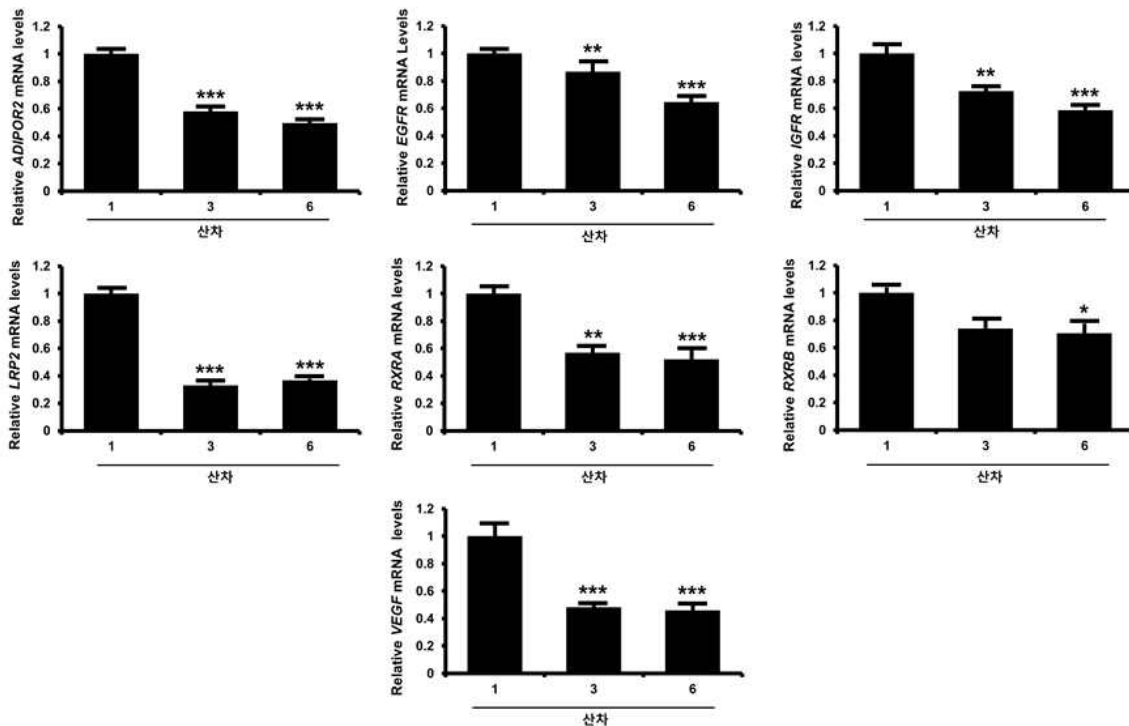 Relative ADIPOR2 mRNA levels
1.2
1
0.8
0.6
0.4
0.2
0
***
***
1 3 6
산차
Relative EGFR mRNA Levels
1.2
1
0.8
0.6
0.4
0.2
0
**
***
1 3 6
산차
Relative IGFR mRNA levels
1.2
1
0.8
0.6
0.4
0.2
0
**
***
1 3 6
산차
Relative LRP2 mRNA levels
1.2
1
0.8
0.6
0.4
0.2
0
***
***
1 3 6
산차
Relative RXRA mRNA levels
1.2
1
0.8
0.6
0.4
0.2
0
**
***
1 3 6
산차
Relative RXRB mRNA levels
1.2
1
0.8
0.6
0.4
0.2
0
*
1 3 6
산차
Relative VEGF mRNA levels
1.2
1
0.8
0.6
0.4
0.2
0
***
***
1 3 6
산차